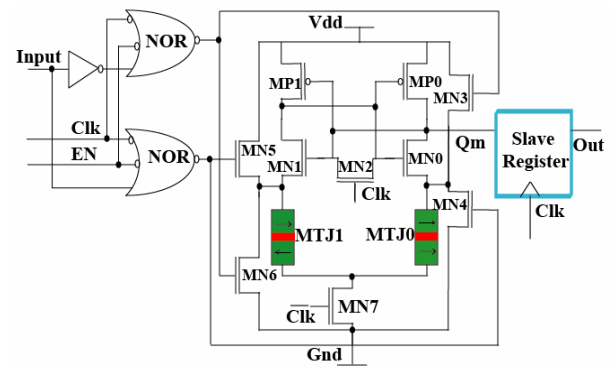 Vdd
NOR
Input
MP1
MP0
MN3
Clk
EN
NOR
MN5
MN1
MN2
MN0
Qm
Slave
Register
Out
Clk
MN4
Clk
MTJ1
MTJ0
MN6
Clk
MN7
Gnd